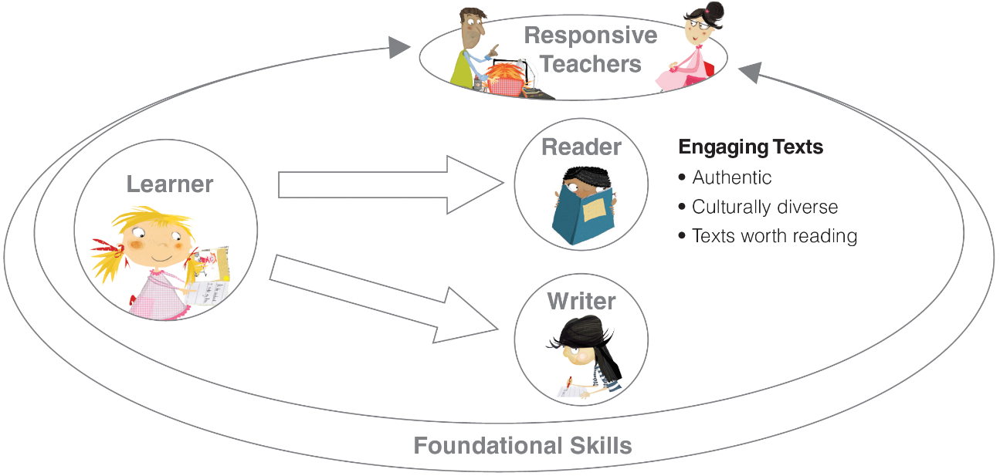 Responsive
Teachers
Learner
Reader
Engaging Texts
• Authentic
• Culturally diverse
• Texts worth reading
Writer
Foundational Skills